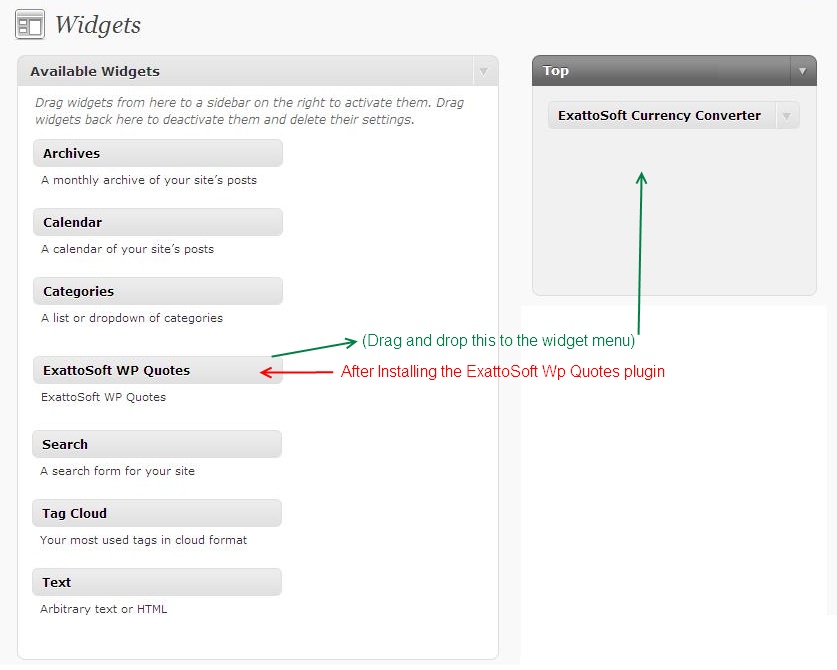 Widgets
Available Widgets
Drag widgets from here to a sidebar on the right to activate them. Drag
widgets back here to deactivate them and delete their settings.
Archives
A monthly archive of your site’s posts
Calendar
A calendar of your site’s posts
Categories
A list or dropdown of categories
ExattoSoft WP Quotes
ExattoSoft WP Quotes
Search
A search form for your site
Tag Cloud
Your most used tags in cloud format
Text
Arbitrary text or HTML
Top
ExattoSoft Currency Converter
(Drag and drop this to the widget menu)
After Installing the ExattoSoft Wp Quotes plugin